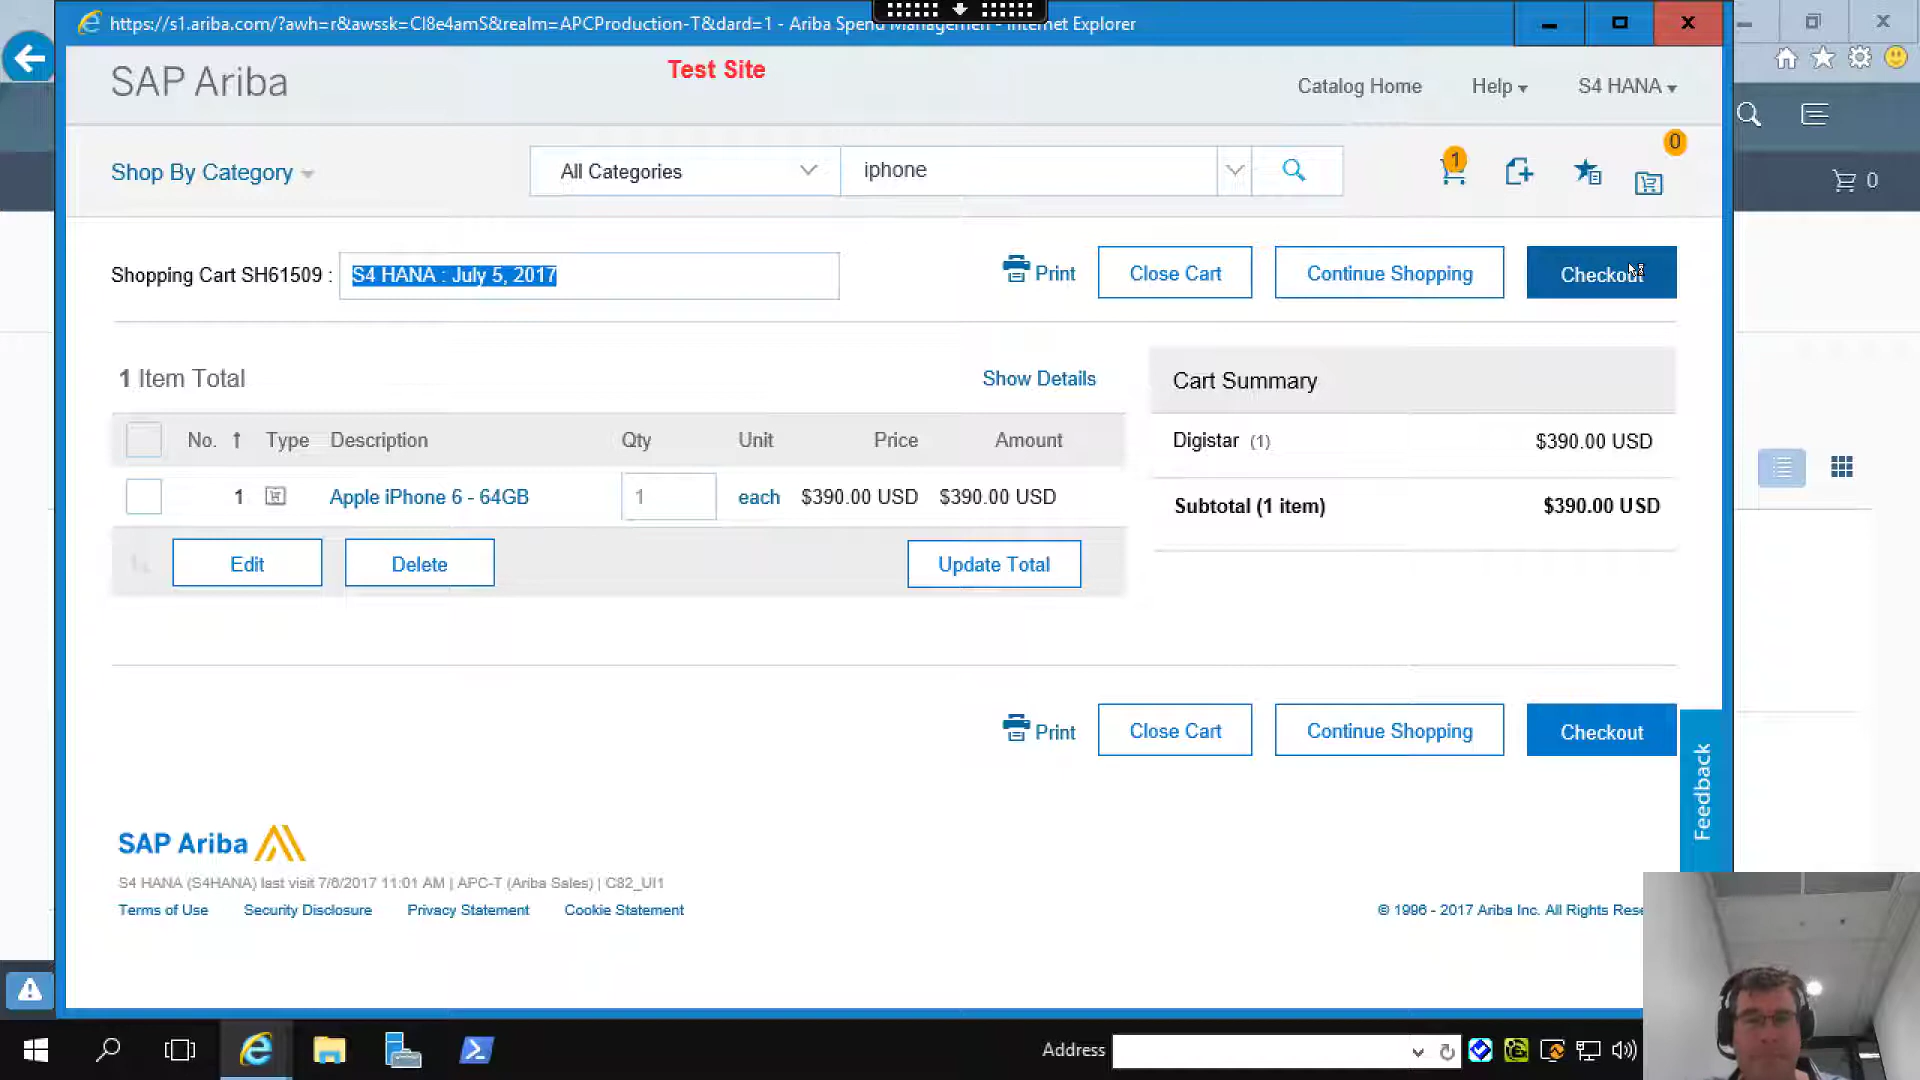 https://s1.ariba.com/?awh=r&awssk=CI8e4amS&realm=APCProduction-T&dard=1 - Ariba Spend Management - Internet Explorer
SAP Ariba
Test Site
Catalog Home
Help
S4 HANA
Shop By Category
All Categories
iphone
1
0
0
Shopping Cart SH61509 :
S4 HANA : July 5, 2017
Print
Close Cart
Continue Shopping
Checkout
1 Item Total
Show Details
Cart Summary
No. ↑ Type Description Qty Unit Price Amount
Digistar (1) $390.00 USD
1 Apple iPhone 6 - 64GB 1 each $390.00 USD $390.00 USD
Subtotal (1 item) $390.00 USD
Edit
Delete
Update Total
Print
Close Cart
Continue Shopping
Checkout
Feedback
SAP Ariba
S4 HANA (S4HANA) last visit 7/6/2017 11:01 AM | APC-T (Ariba Sales) | C82_UI1
Terms of Use Security Disclosure Privacy Statement Cookie Statement
© 1996 - 2017 Ariba Inc. All Rights
Address